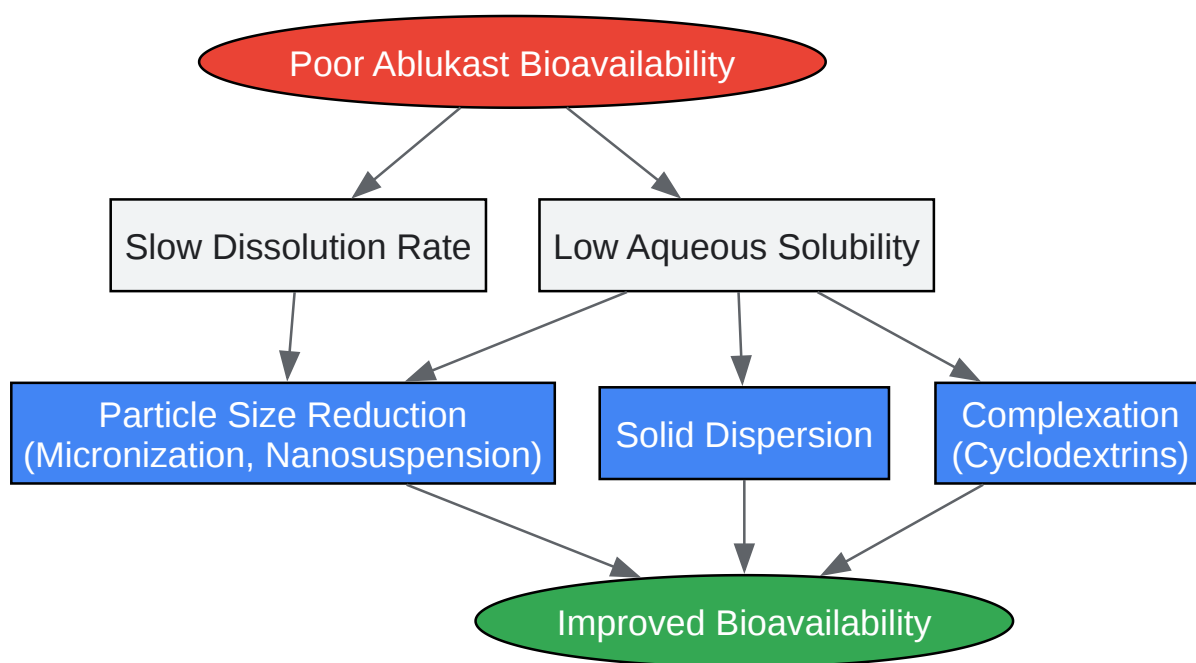 Poor Ablukast Bioavailability
Slow Dissolution Rate
Low Aqueous Solubility
Particle Size Reduction
(Micronization, Nanosuspension)
Solid Dispersion
Complexation
(Cyclodextrins)
Improved Bioavailability